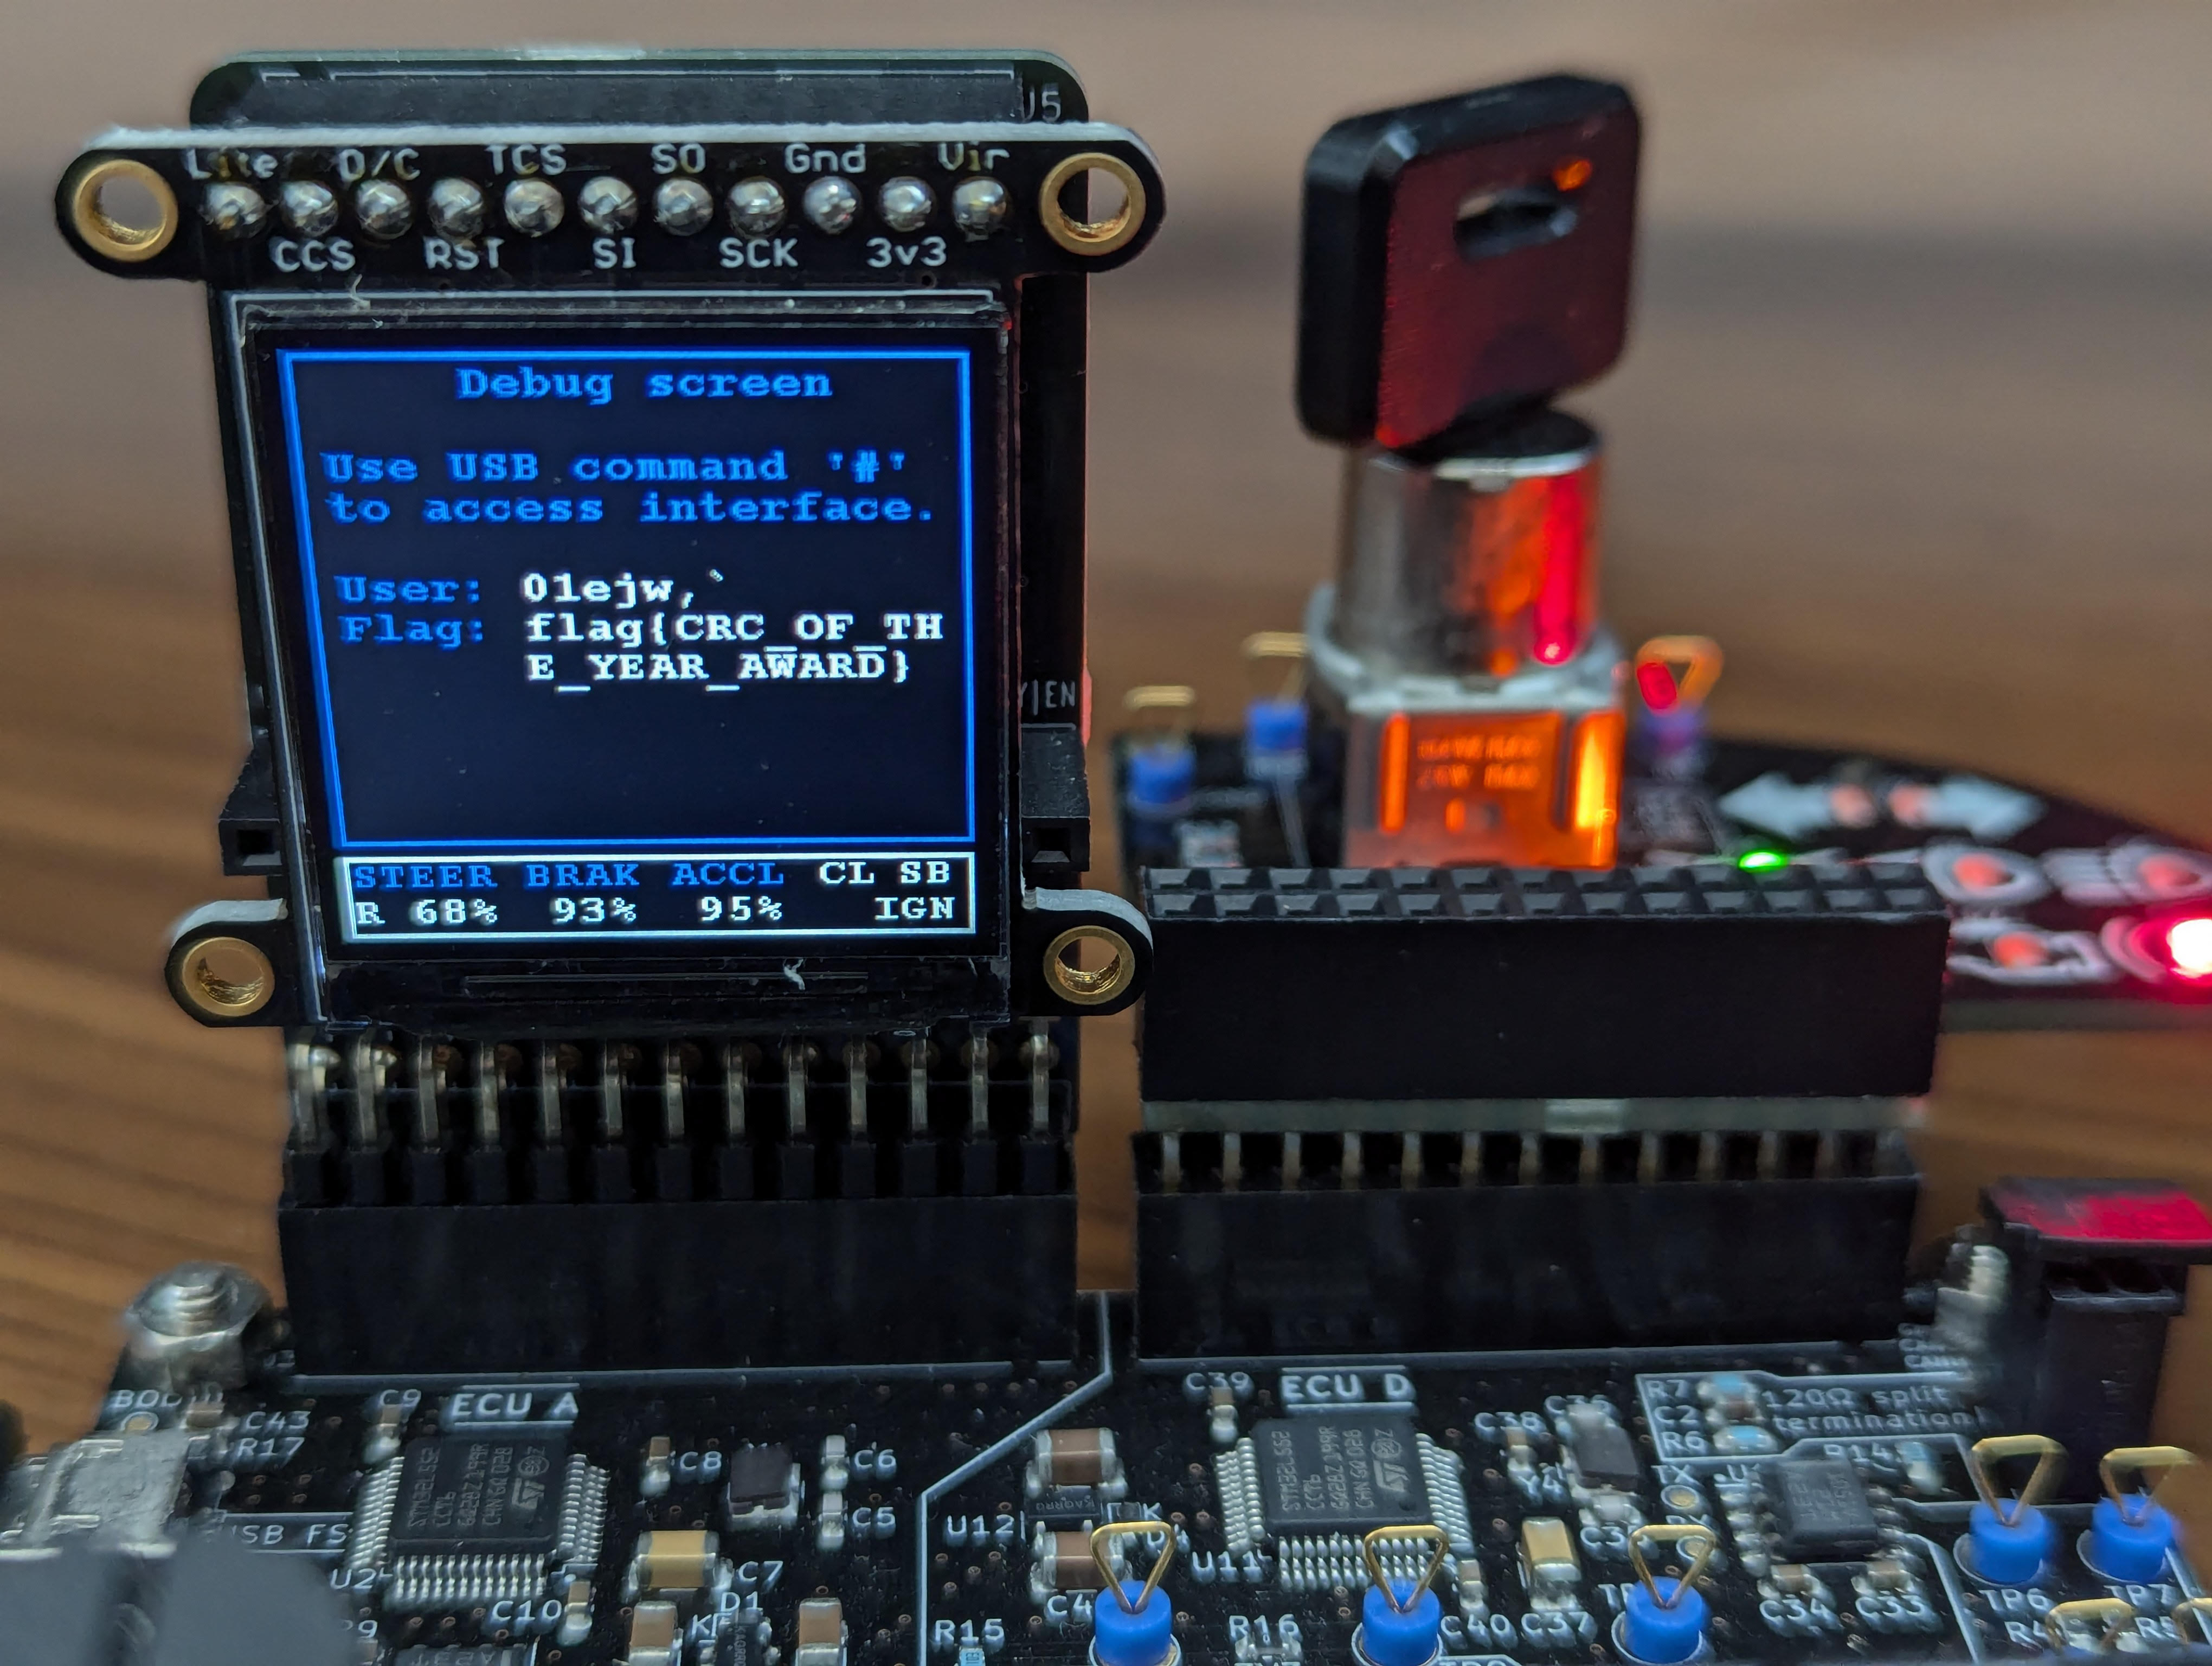 U5
Lite D/C TCS SO Gnd Vin
CCS RST SI SCK 3v3
Debug screen
Use USB command '#'
to access interface.
User: 01ejw,`
Flag: flag{CRC_OF_TH
E_YEAR_AWARD}
STEER BRAK ACCL CL SB
R 68% 93% 95% IGN
EN
C9
ECU A
C43
R17
C8
C6
C5
USB FS
U2
C7
C10
D1
C39
ECU D
C38
U12
U11
R7
C2
R6
120Ω split
termination
R14
TX
C40
C37
C34
C33
TP6
TP7
R15
R16